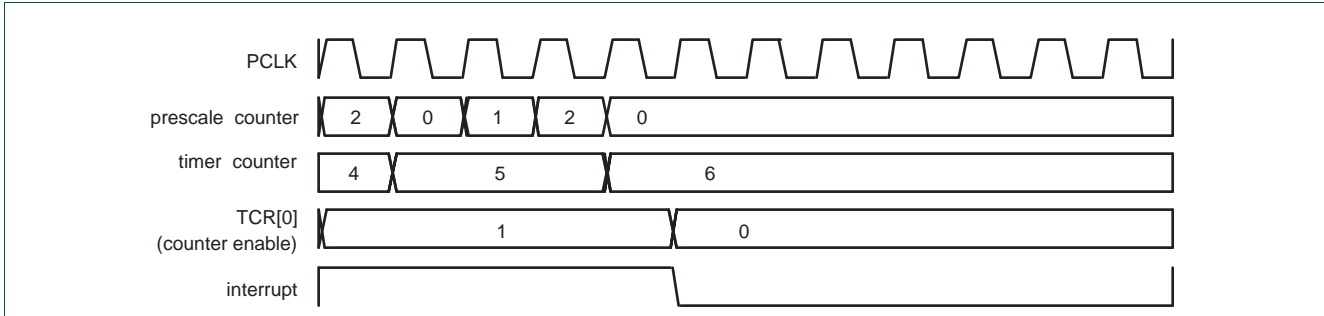 PCLK
prescale counter 2 0 1 2 0
timer counter 4 5 6
TCR[0]
(counter enable) 1 0
interrupt